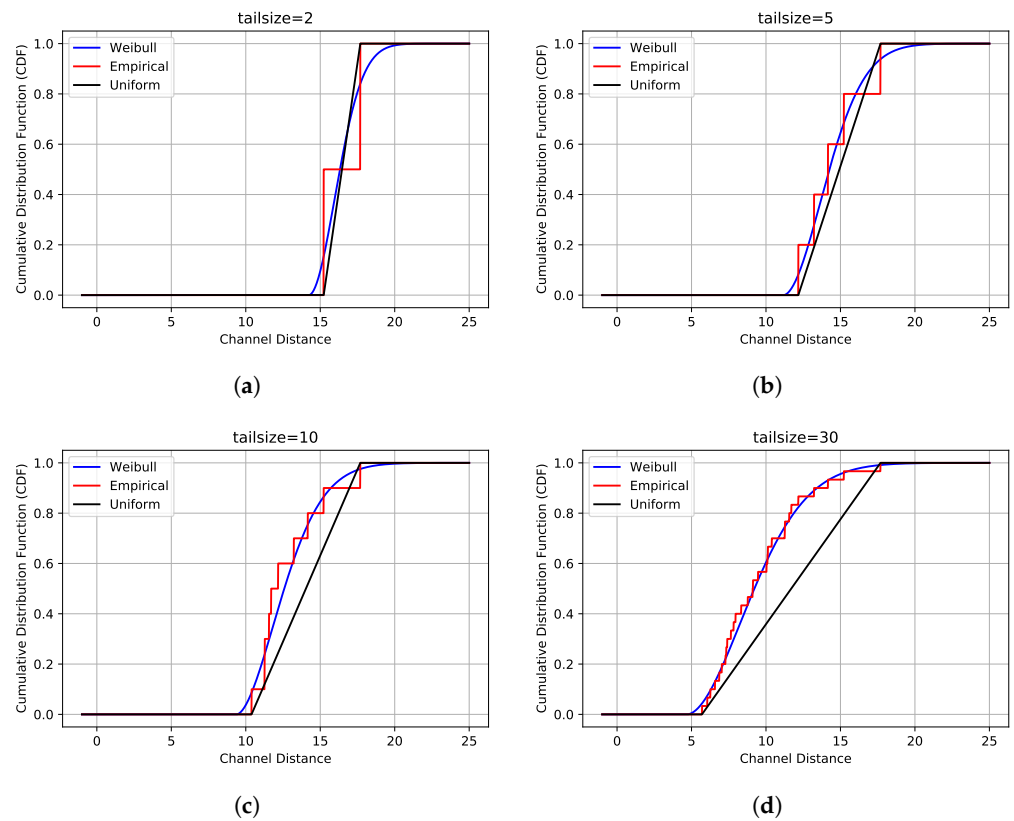 tailsize=2
Cumulative Distribution Function (CDF)
1.0
0.8
0.6
0.4
0.2
0.0
Weibull
Empirical
Uniform
0 5 10 15 20 25
Channel Distance
(a)
tailsize=5
Cumulative Distribution Function (CDF)
1.0
0.8
0.6
0.4
0.2
0.0
Weibull
Empirical
Uniform
0 5 10 15 20 25
Channel Distance
(b)
tailsize=10
Cumulative Distribution Function (CDF)
1.0
0.8
0.6
0.4
0.2
0.0
Weibull
Empirical
Uniform
0 5 10 15 20 25
Channel Distance
(c)
tailsize=30
Cumulative Distribution Function (CDF)
1.0
0.8
0.6
0.4
0.2
0.0
Weibull
Empirical
Uniform
0 5 10 15 20 25
Channel Distance
(d)